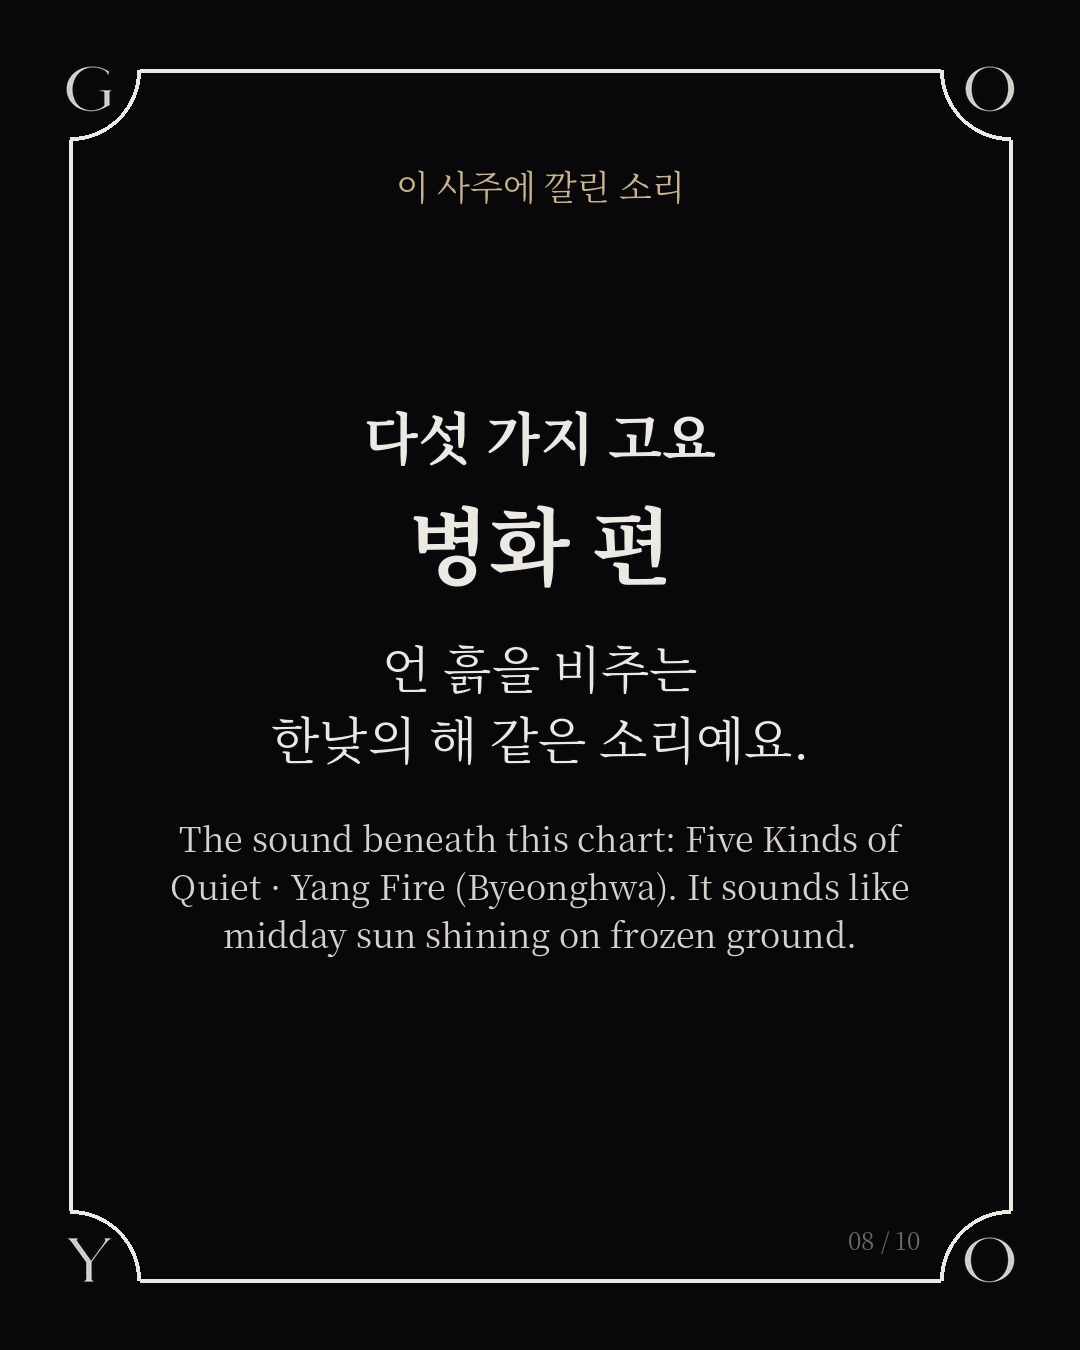 G O
이 사주에 깔린 소리
다섯 가지 고요
병화 편
언 흙을 비추는
한낮의 해 같은 소리예요.
The sound beneath this chart: Five Kinds of
Quiet · Yang Fire (Byeonghwa). It sounds like
midday sun shining on frozen ground.
08 / 10
Y O